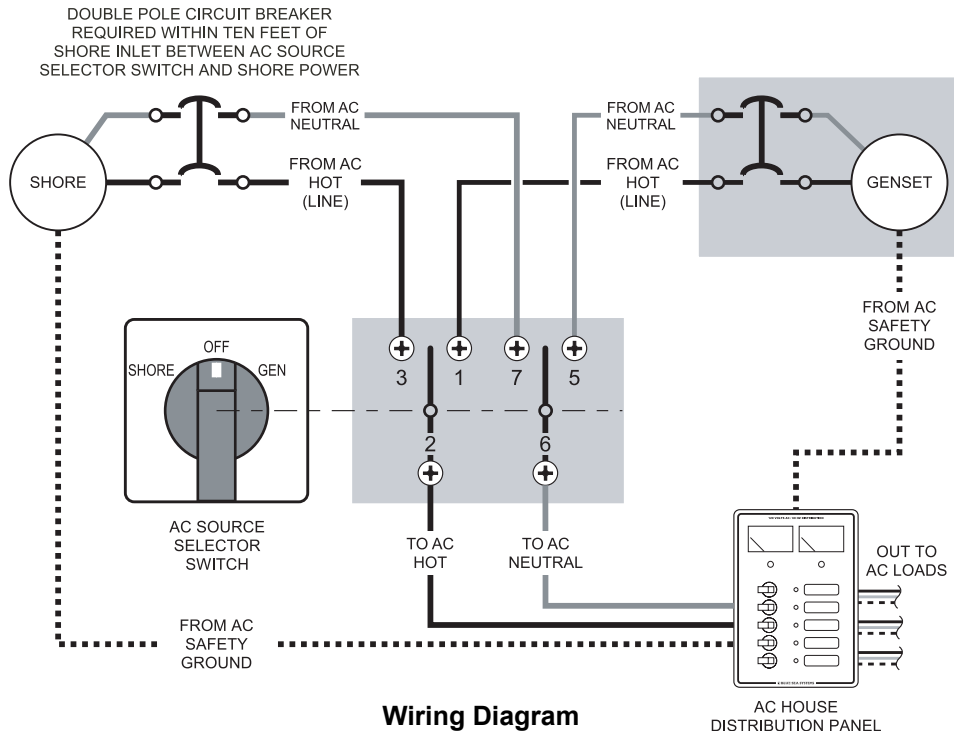 DOUBLE POLE CIRCUIT BREAKER
REQUIRED WITHIN TEN FEET OF
SHORE INLET BETWEEN AC SOURCE
SELECTOR SWITCH AND SHORE POWER
FROM AC
NEUTRAL
FROM AC
NEUTRAL
SHORE
FROM AC
HOT
(LINE)
FROM AC
HOT
(LINE)
GENSET
FROM AC
SAFETY
GROUND
OFF
SHORE
GEN
3
1
7
5
2
6
AC SOURCE
SELECTOR
SWITCH
TO AC
HOT
TO AC
NEUTRAL
OUT TO
AC LOADS
FROM AC
SAFETY
GROUND
BLUE SEA SYSTEMS
AC HOUSE
DISTRIBUTION PANEL
Wiring Diagram